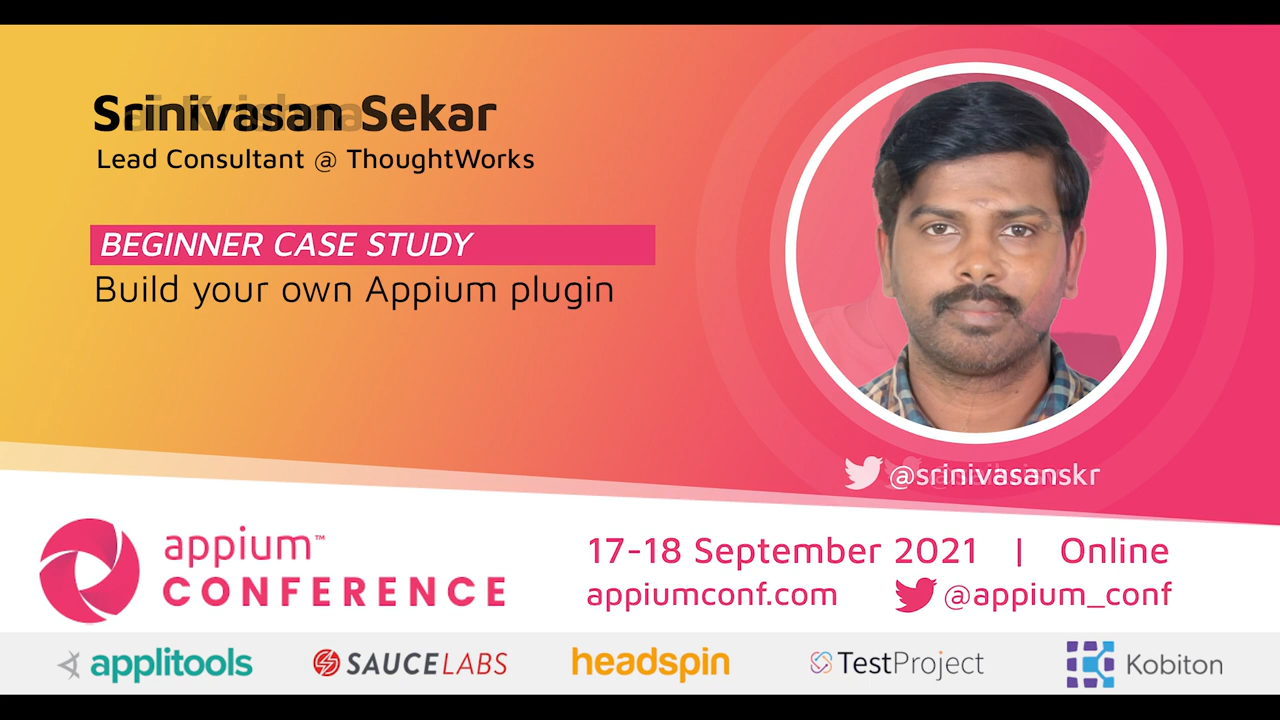 Srinivasan Sekar
Lead Consultant @ ThoughtWorks
BEGINNER CASE STUDY
Build your own Appium plugin
@srinivasanskr
appium™
CONFERENCE
17-18 September 2021 | Online
appiumconf.com @appium_conf
applitools SAUCELABS headspin TestProject Kobiton